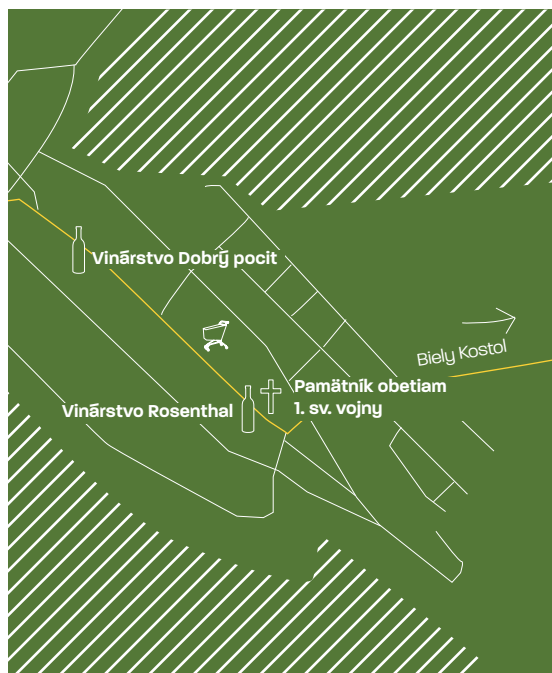 Vinárstvo Dobrý pocit
Biely Kostol
Pamätník obetiam
1. sv. vojny
Vinárstvo Rosenthal